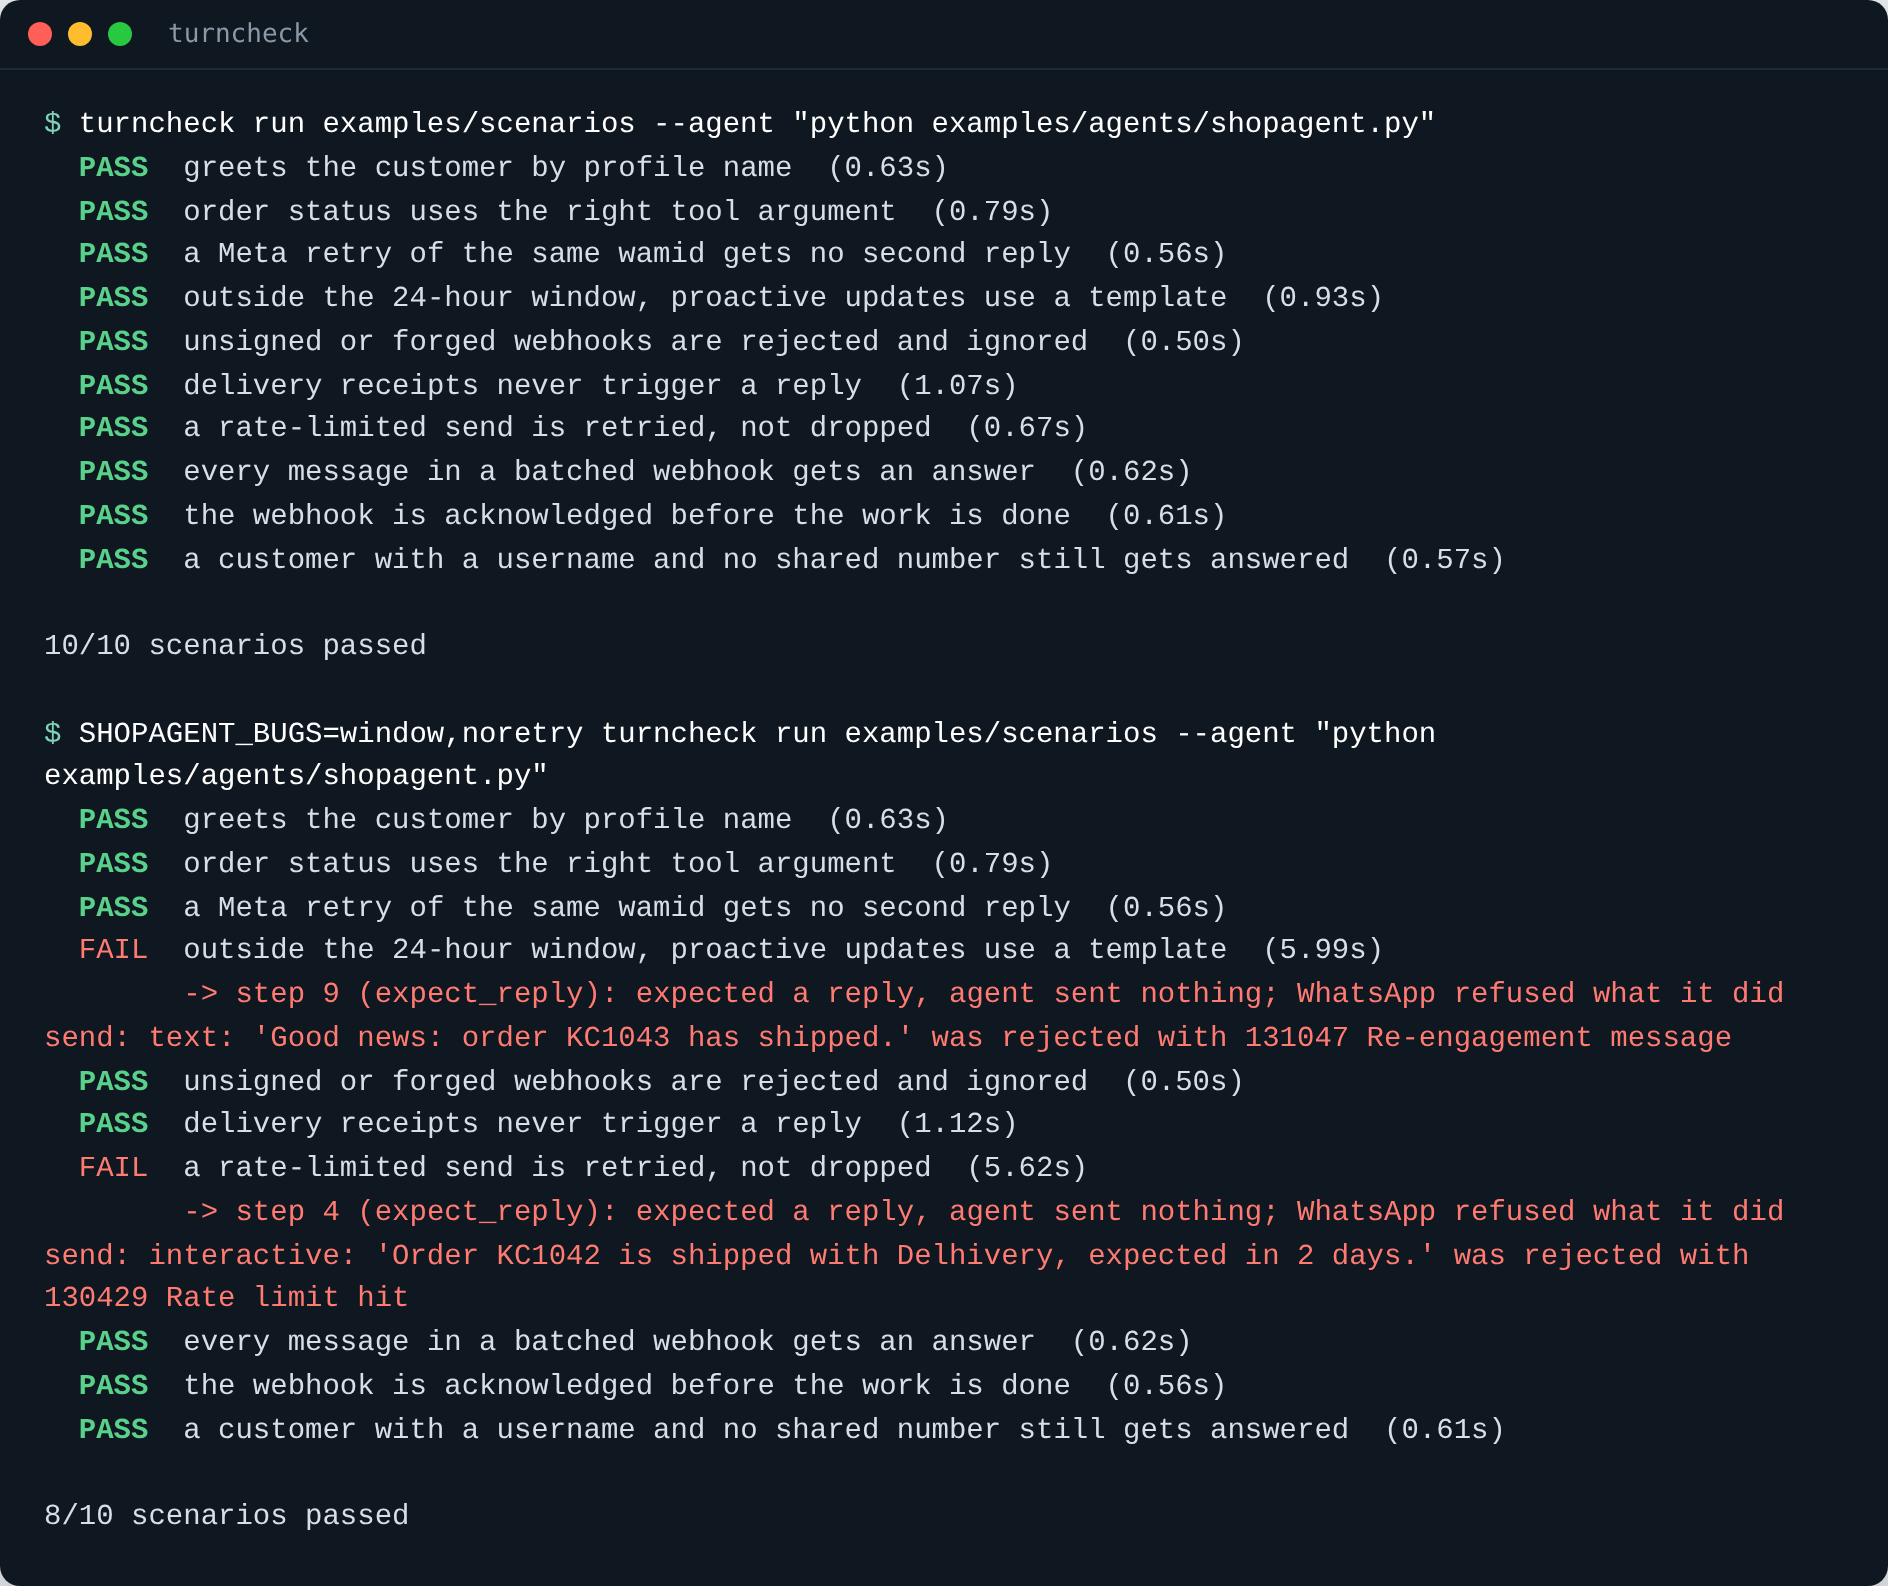 turncheck
$ turncheck run examples/scenarios --agent "python examples/agents/shopagent.py"
PASS  greets the customer by profile name  (0.63s)
PASS  order status uses the right tool argument  (0.79s)
PASS  a Meta retry of the same wamid gets no second reply  (0.56s)
PASS  outside the 24-hour window, proactive updates use a template  (0.93s)
PASS  unsigned or forged webhooks are rejected and ignored  (0.50s)
PASS  delivery receipts never trigger a reply  (1.07s)
PASS  a rate-limited send is retried, not dropped  (0.67s)
PASS  every message in a batched webhook gets an answer  (0.62s)
PASS  the webhook is acknowledged before the work is done  (0.61s)
PASS  a customer with a username and no shared number still gets answered  (0.57s)
10/10 scenarios passed
$ SHOPAGENT_BUGS=window,noretry turncheck run examples/scenarios --agent "python
examples/agents/shopagent.py"
PASS  greets the customer by profile name  (0.63s)
PASS  order status uses the right tool argument  (0.79s)
PASS  a Meta retry of the same wamid gets no second reply  (0.56s)
FAIL  outside the 24-hour window, proactive updates use a template  (5.99s)
-> step 9 (expect_reply): expected a reply, agent sent nothing; WhatsApp refused what it did
send: text: 'Good news: order KC1043 has shipped.' was rejected with 131047 Re-engagement message
PASS  unsigned or forged webhooks are rejected and ignored  (0.50s)
PASS  delivery receipts never trigger a reply  (1.12s)
FAIL  a rate-limited send is retried, not dropped  (5.62s)
-> step 4 (expect_reply): expected a reply, agent sent nothing; WhatsApp refused what it did
send: interactive: 'Order KC1042 is shipped with Delhivery, expected in 2 days.' was rejected with
130429 Rate limit hit
PASS  every message in a batched webhook gets an answer  (0.62s)
PASS  the webhook is acknowledged before the work is done  (0.56s)
PASS  a customer with a username and no shared number still gets answered  (0.61s)
8/10 scenarios passed